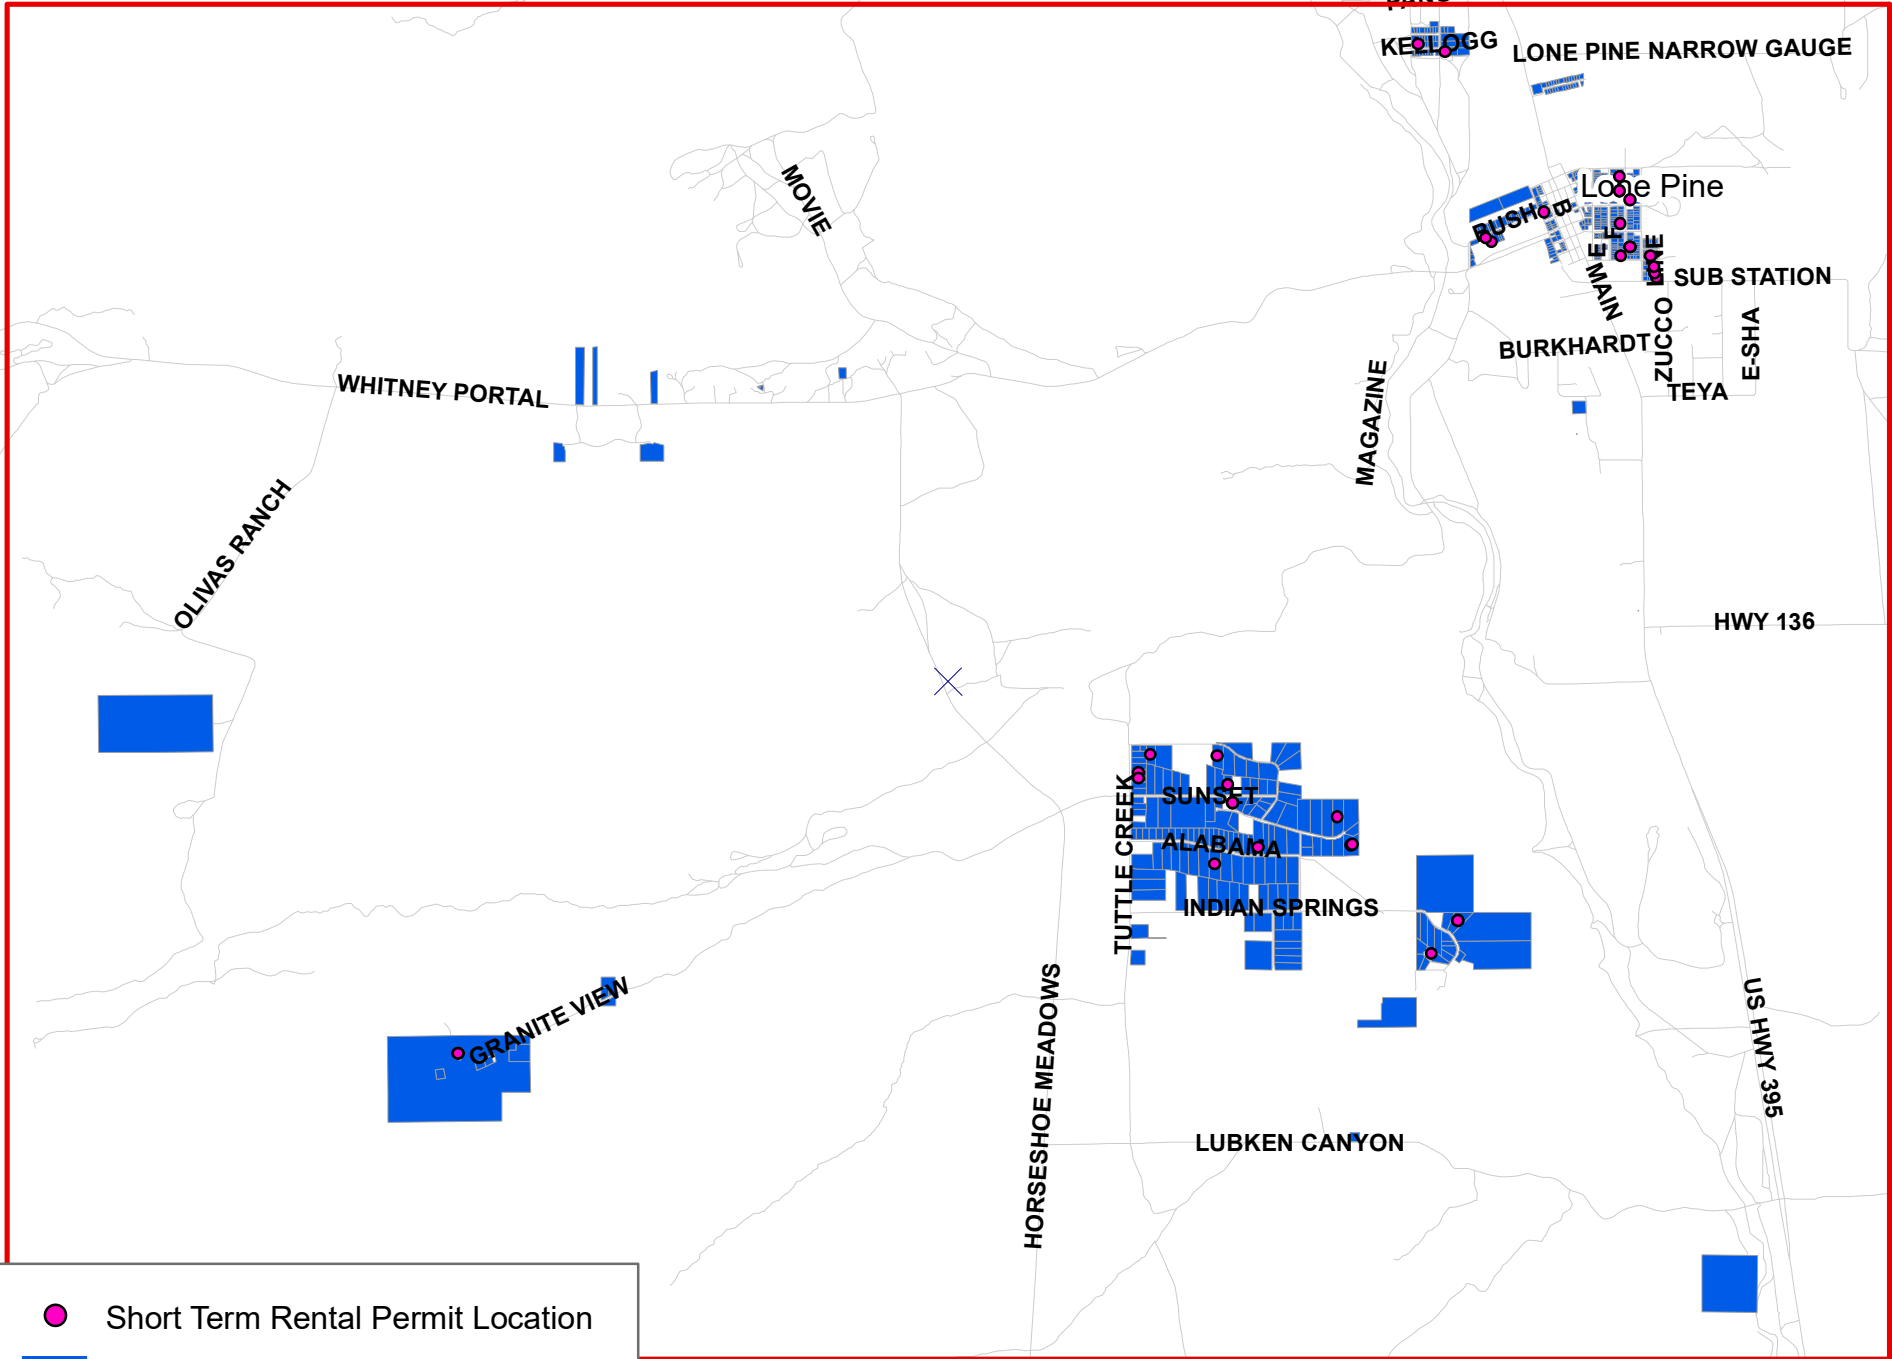 KELLOGG
LONE PINE NARROW GAUGE
MOVIE
Lone Pine
RUSH
B
E
F
MAIN
LINE
SUB STATION
ZUCCO
E-SHA
BURKHARDT
TEYA
WHITNEY PORTAL
MAGAZINE
OLIVAS RANCH
HWY 136
TUTTLE CREEK
SUNSET
ALABAMA
INDIAN SPRINGS
GRANITE VIEW
HORSESHOE MEADOWS
US HWY 395
LUBKEN CANYON
Short Term Rental Permit Location